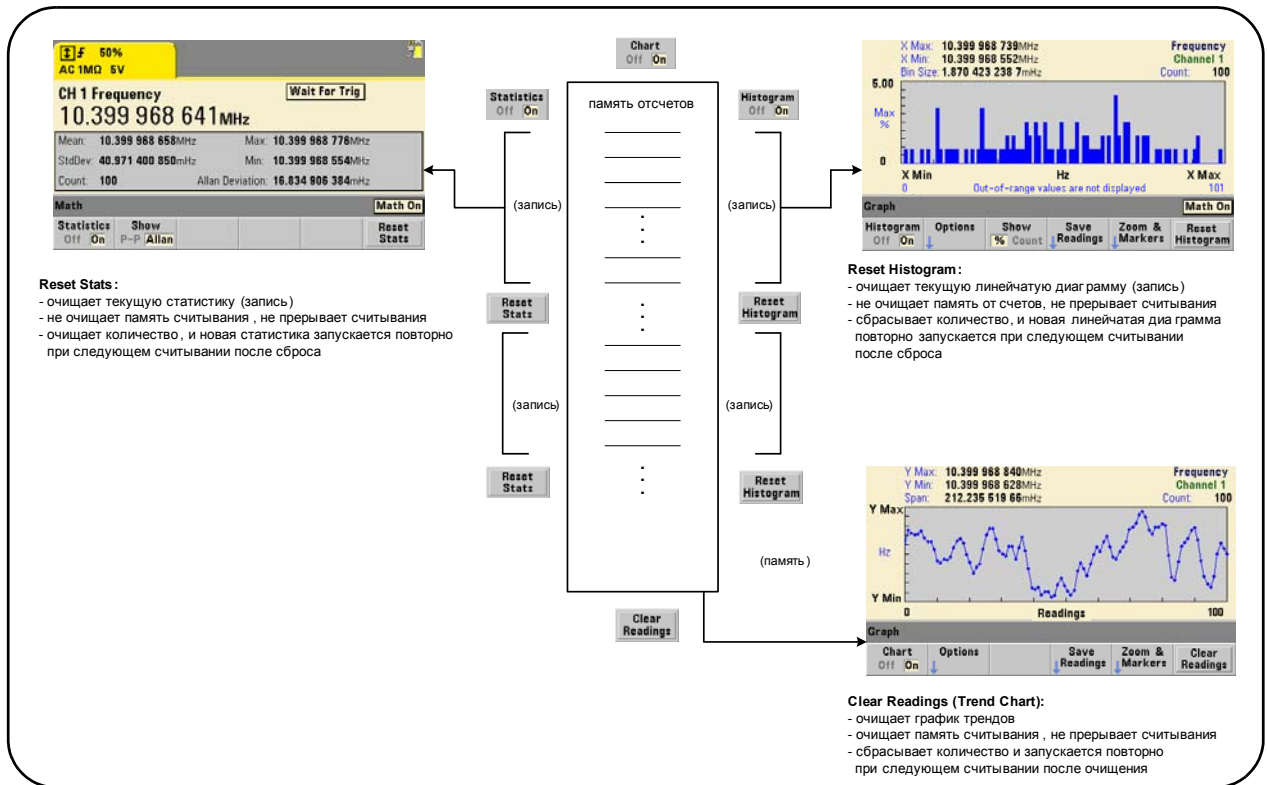 50%
AC 1MΩ 5V
CH 1 Frequency
Wait For Trig
10.399 968 641MHz
Mean: 10.399 968 658MHz Max: 10.399 968 776MHz
StdDev: 40.971 400 850mHz Min: 10.399 968 554MHz
Count: 100 Allan Deviation: 16.834 906 384mHz
Math
Math On
Statistics
Off On
Show
P-P Allan
Reset
Stats
Reset Stats:
- очищает текущую статистику (запись)
- не очищает память считывания , не прерывает считывания
- очищает количество , и новая статистика запускается повторно
при следующем считывании после сброса
Chart
Off On
Statistics
Off On
память отсчетов
Histogram
Off On
(запись)
(запись)
Reset
Stats
Reset
Histogram
(запись)
(запись)
Reset
Stats
Reset
Histogram
(память )
Clear
Readings
X Max: 10.399 968 739MHz
X Min: 10.399 968 552MHz
Bin Size: 1.870 423 238 7mHz
Frequency
Channel 1
Count: 100
5.00
Max
%
0
X Min Hz X Max
0 Out-of-range values are not displayed 101
Graph
Math On
Histogram
Off On
Options
Show
% Count
Save
Readings
Zoom &
Markers
Reset
Histogram
Reset Histogram:
- очищает текущую линейчатую диаграмму (запись)
- не очищает память отсчетов, не прерывает считывания
- сбрасывает количество, и новая линейчатая диа грамма
повторно запускается при следующем считывании
после сброса
Y Max: 10.399 968 840MHz
Y Min: 10.399 968 628MHz
Span: 212.235 519 66mHz
Frequency
Channel 1
Count: 100
Y Max
Hz
Y Min
0 Readings 100
Graph
Chart
Off On
Options
Save
Readings
Zoom &
Markers
Clear
Readings
Clear Readings (Trend Chart):
- очищает график трендов
- очищает память считывания , не прерывает считывания
- сбрасывает количество и запускается повторно
при следующем считывании после очищения